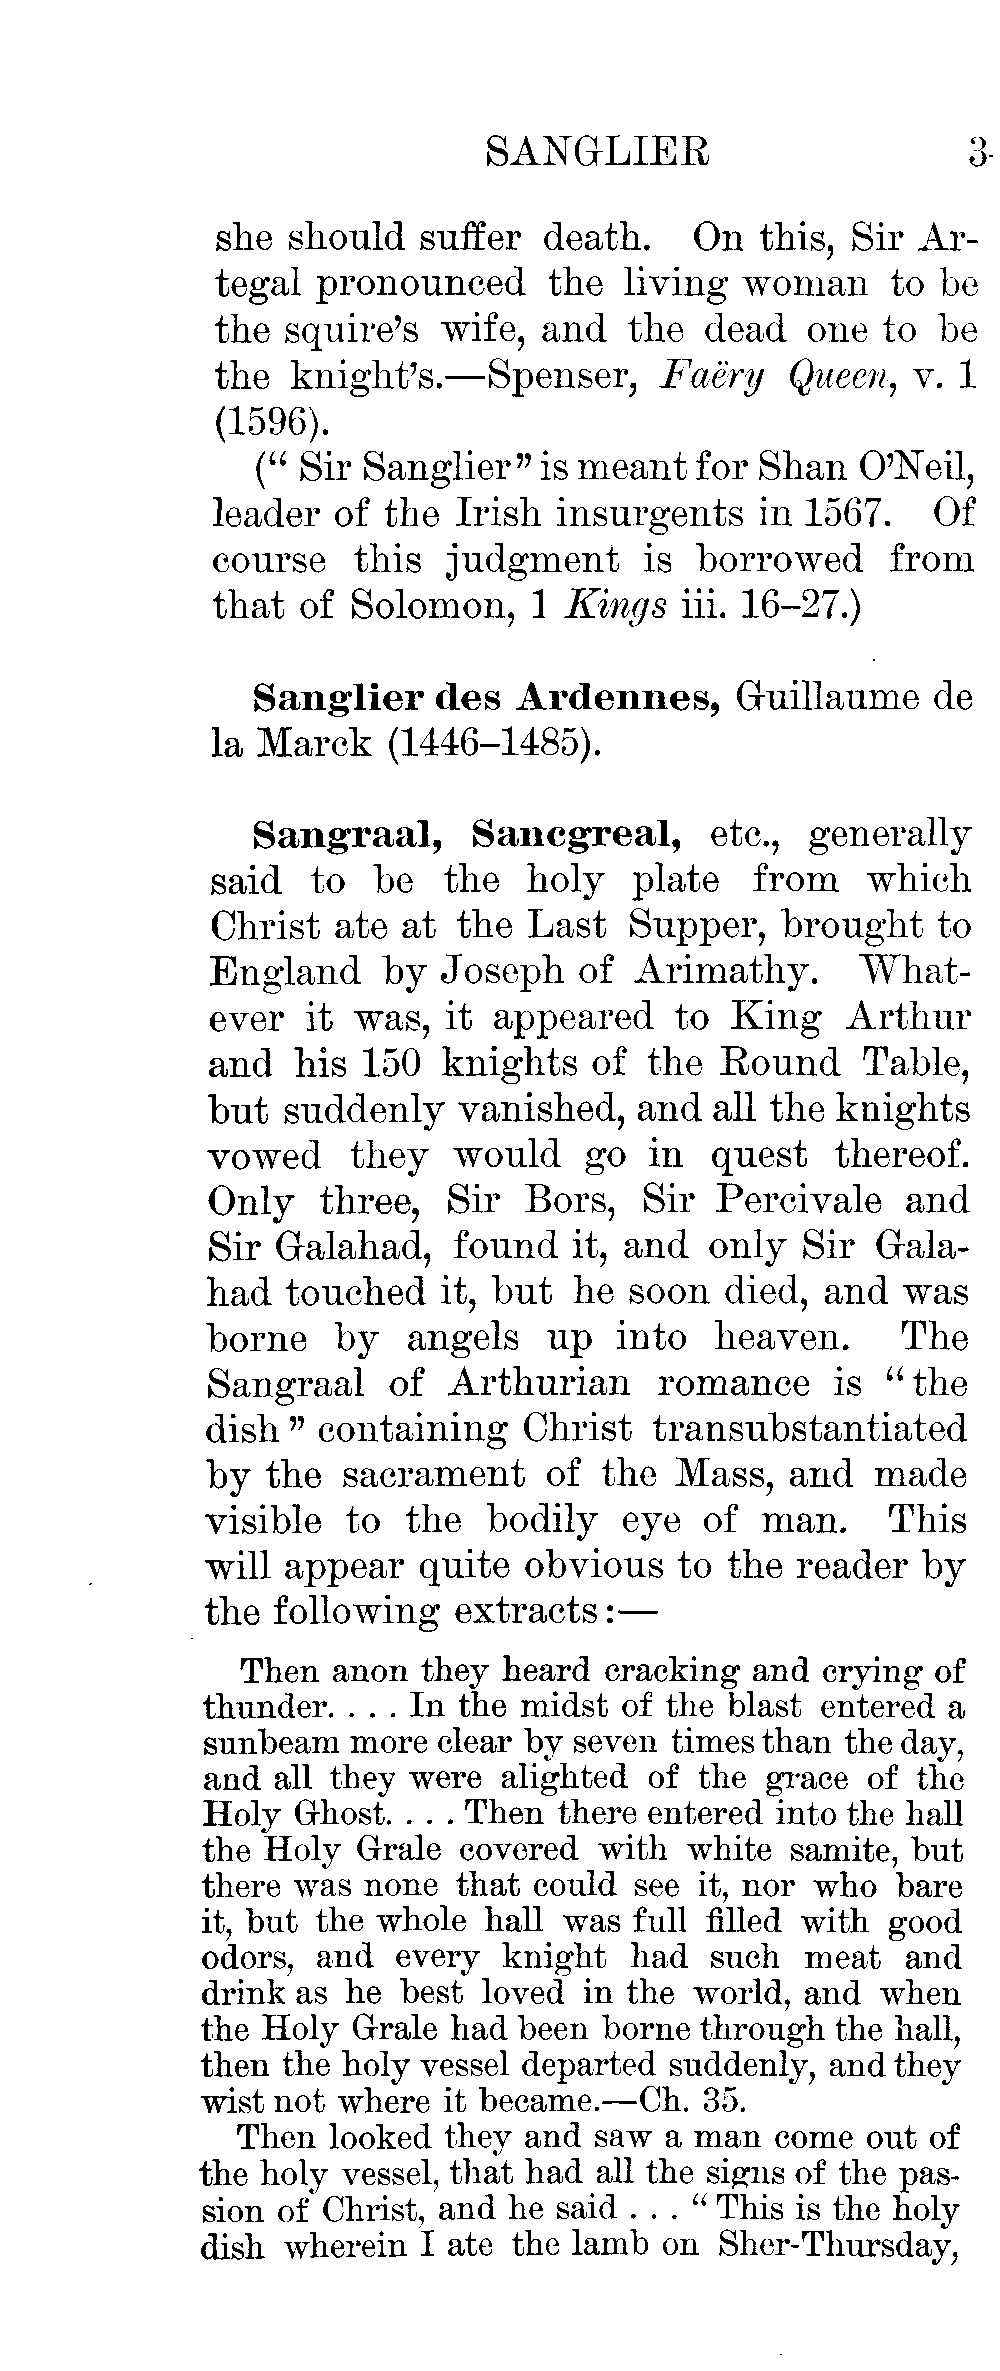 SANGLIER 3
she should suffer death. On this, Sir Ar-
tegal pronounced the living woman to be
the squire's wife, and the dead one to be
the knight's.—Spenser, Faëry Queen, v. 1
(1596).
(“ Sir Sanglier” is meant for Shan O'Neil,
leader of the Irish insurgents in 1567. Of
course this judgment is borrowed from
that of Solomon, 1 Kings iii. 16–27.)
Sanglier des Ardennes, Guillaume de
la Marck (1446–1485).
Sangraal, Sancgreal, etc., generally
said to be the holy plate from which
Christ ate at the Last Supper, brought to
England by Joseph of Arimathy. What-
ever it was, it appeared to King Arthur
and his 150 knights of the Round Table,
but suddenly vanished, and all the knights
vowed they would go in quest thereof.
Only three, Sir Bors, Sir Percivale and
Sir Galahad, found it, and only Sir Gala-
had touched it, but he soon died, and was
borne by angels up into heaven. The
Sangraal of Arthurian romance is “the
dish” containing Christ transubstantiated
by the sacrament of the Mass, and made
visible to the bodily eye of man. This
will appear quite obvious to the reader by
the following extracts:—
Then anon they heard cracking and crying of
thunder. . . . In the midst of the blast entered a
sunbeam more clear by seven times than the day,
and all they were alighted of the grace of the
Holy Ghost. . . . Then there entered into the hall
the Holy Grale covered with white samite, but
there was none that could see it, nor who bare
it, but the whole hall was full filled with good
odors, and every knight had such meat and
drink as he best loved in the world, and when
the Holy Grale had been borne through the hall,
then the holy vessel departed suddenly, and they
wist not where it became.—Ch. 35.
Then looked they and saw a man come out of
the holy vessel, that had all the signs of the pas-
sion of Christ, and he said . . . “This is the holy
dish wherein I ate the lamb on Sher-Thursday,